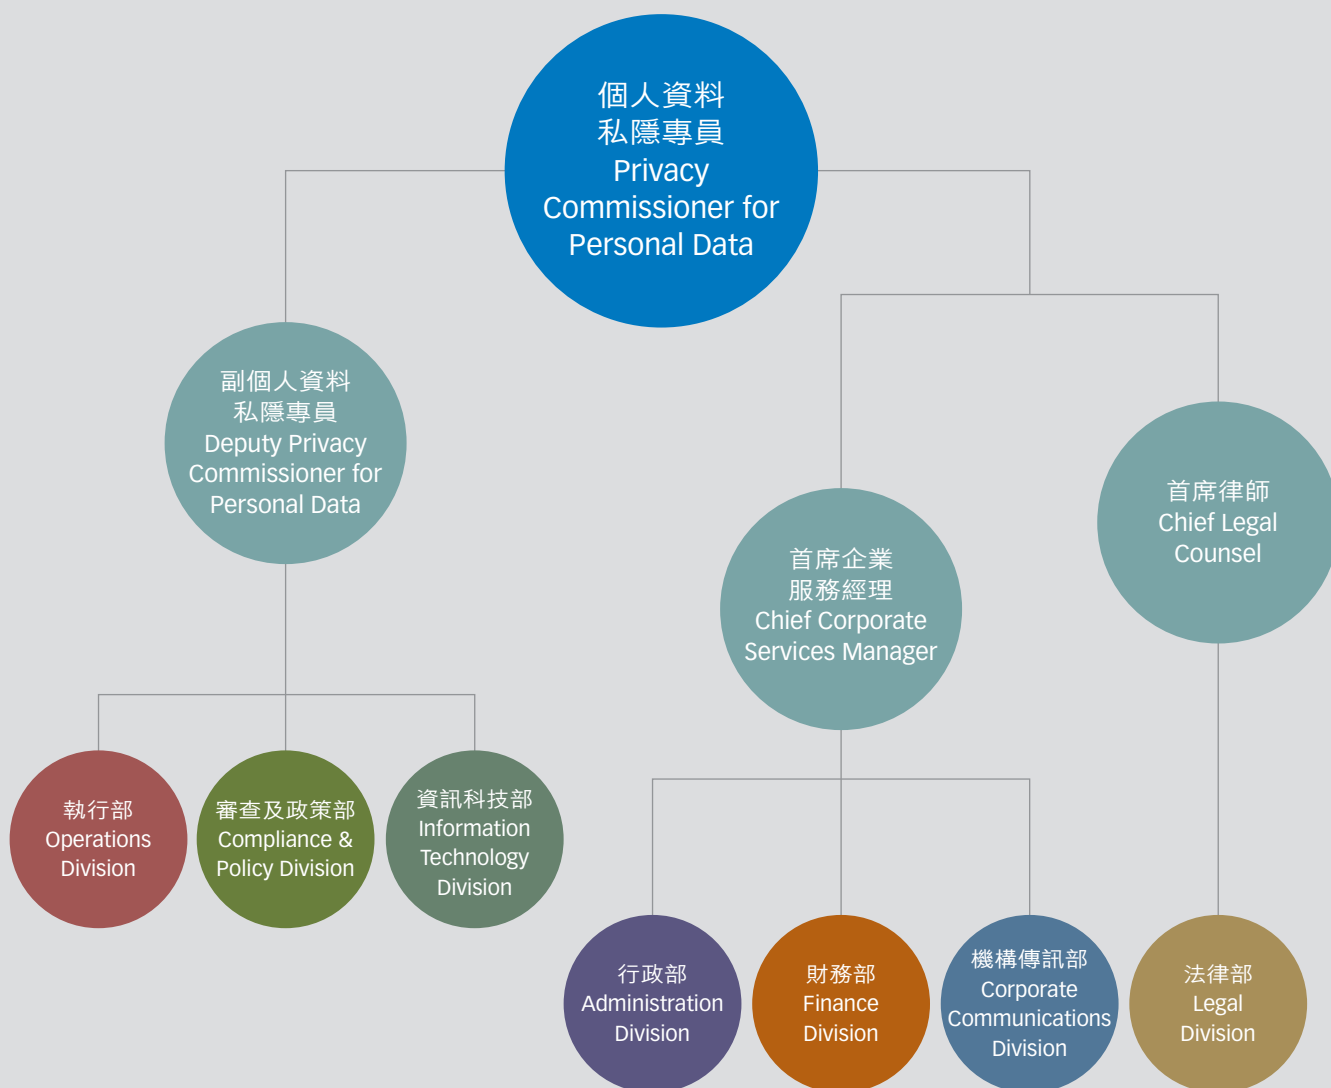 個人資料
私隱專員
Privacy
Commissioner for
Personal Data
副個人資料
私隱專員
Deputy Privacy
Commissioner for
Personal Data
首席企業
服務經理
Chief Corporate
Services Manager
首席律師
Chief Legal
Counsel
執行部
Operations
Division
審查及政策部
Compliance &
Policy Division
資訊科技部
Information
Technology
Division
行政部
Administration
Division
財務部
Finance
Division
機構傳訊部
Corporate
Communications
Division
法律部
Legal
Division